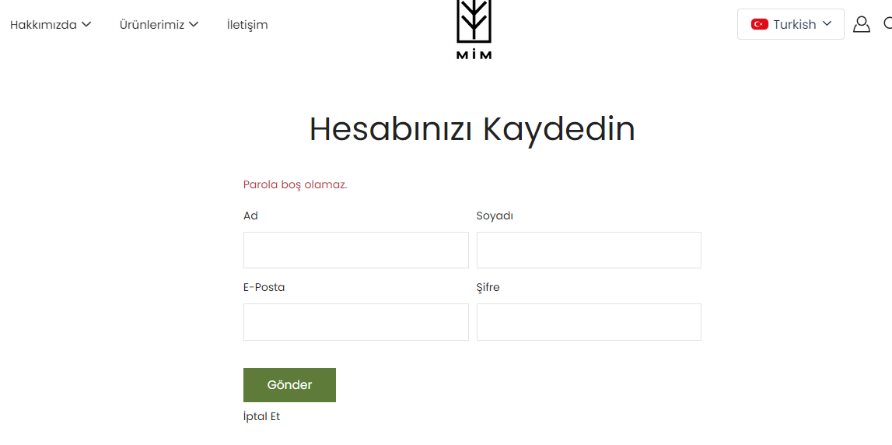 Hakkımızda Ürünlerimiz İletişim
MİM
Turkish
Hesabınızı Kaydedin
Parola boş olamaz.
Ad Soyadı
E-Posta Şifre
Gönder
İptal Et